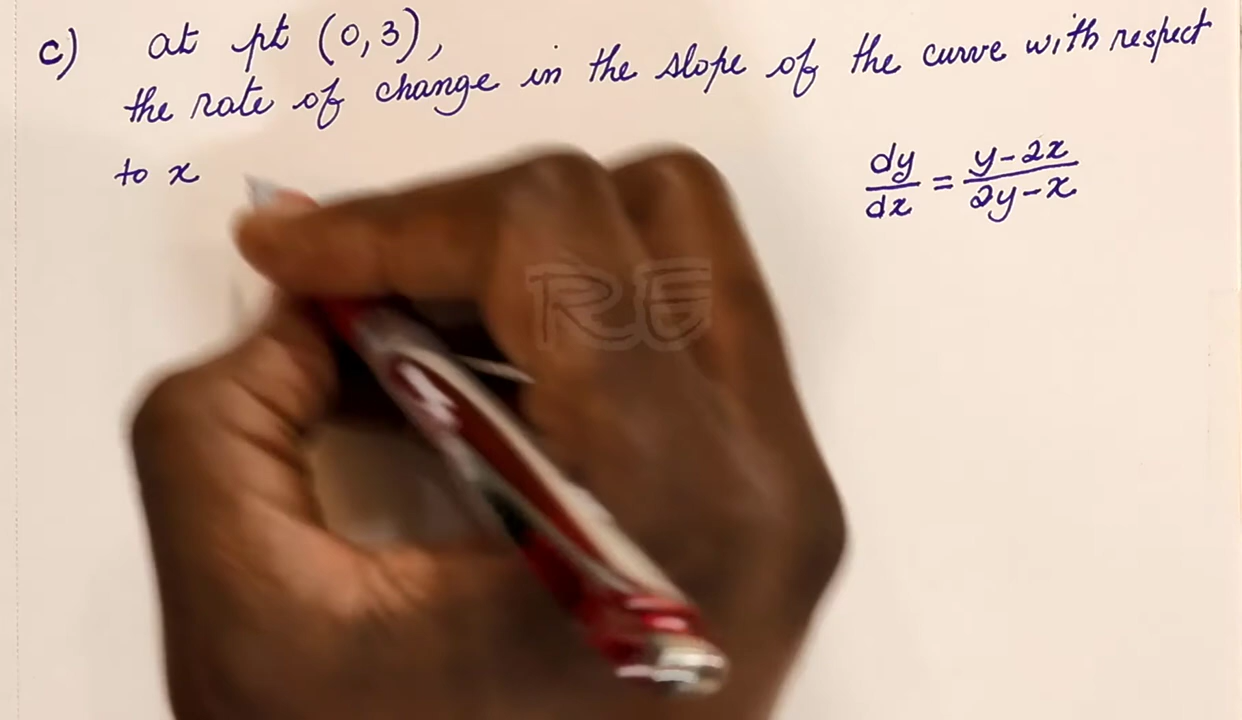 c) at pt (0,3),
the rate of change in the slope of the curve with respect
to x
dy/dx = y-2x/2y-x
RE